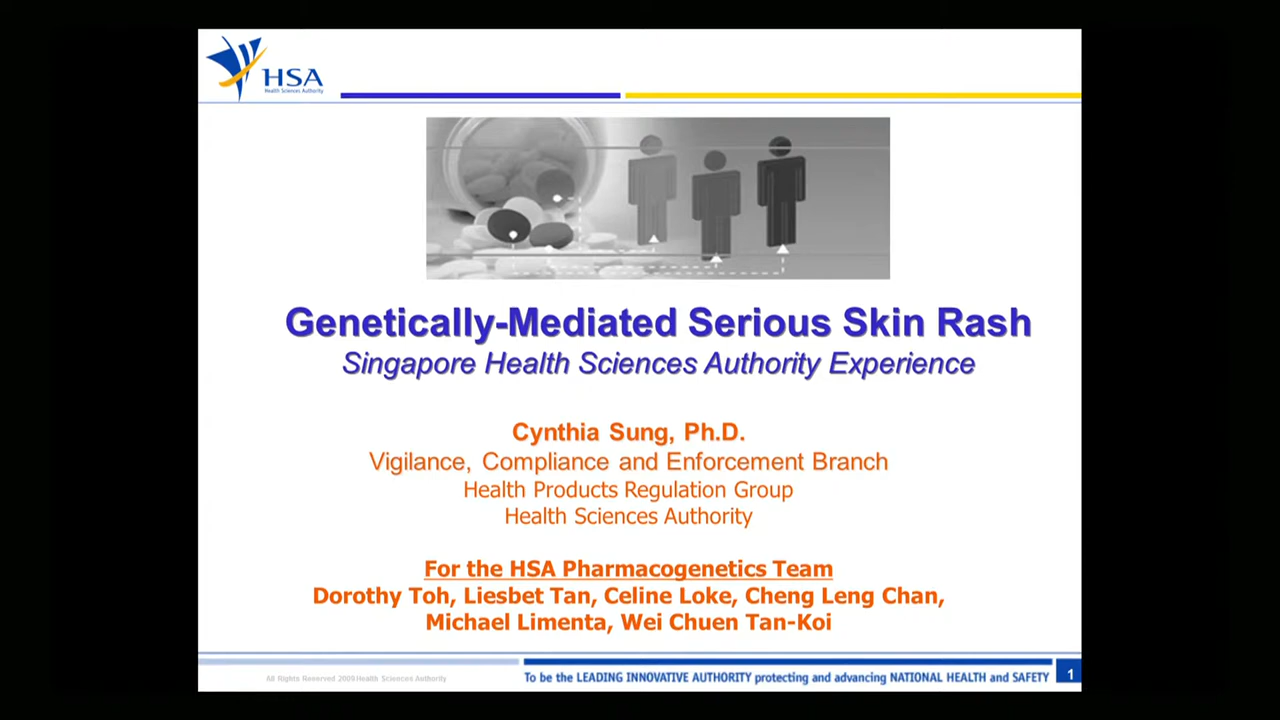 HSA
Health Sciences Authority
Genetically-Mediated Serious Skin Rash
Singapore Health Sciences Authority Experience
Cynthia Sung, Ph.D.
Vigilance, Compliance and Enforcement Branch
Health Products Regulation Group
Health Sciences Authority
For the HSA Pharmacogenetics Team
Dorothy Toh, Liesbet Tan, Celine Loke, Cheng Leng Chan,
Michael Limenta, Wei Chuen Tan-Koi
All Rights Reserved 2009.Health Sciences Authority
To be the LEADING INNOVATIVE AUTHORITY protecting and advancing NATIONAL HEALTH and SAFETY
1